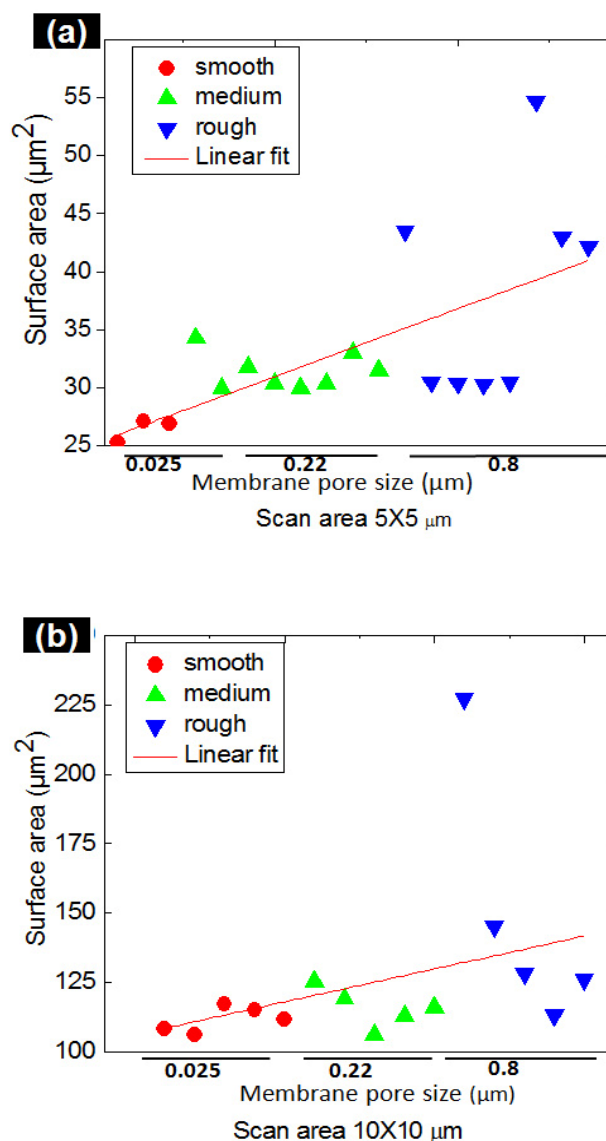 (a)
smooth
medium
rough
Linear fit
Surface area (µm²)
55
50
45
40
35
30
25
0.025 0.22 0.8
Membrane pore size (µm)
Scan area 5X5 µm
(b)
smooth
medium
rough
Linear fit
Surface area (µm²)
225
200
175
150
125
100
0.025 0.22 0.8
Membrane pore size (µm)
Scan area 10X10 µm